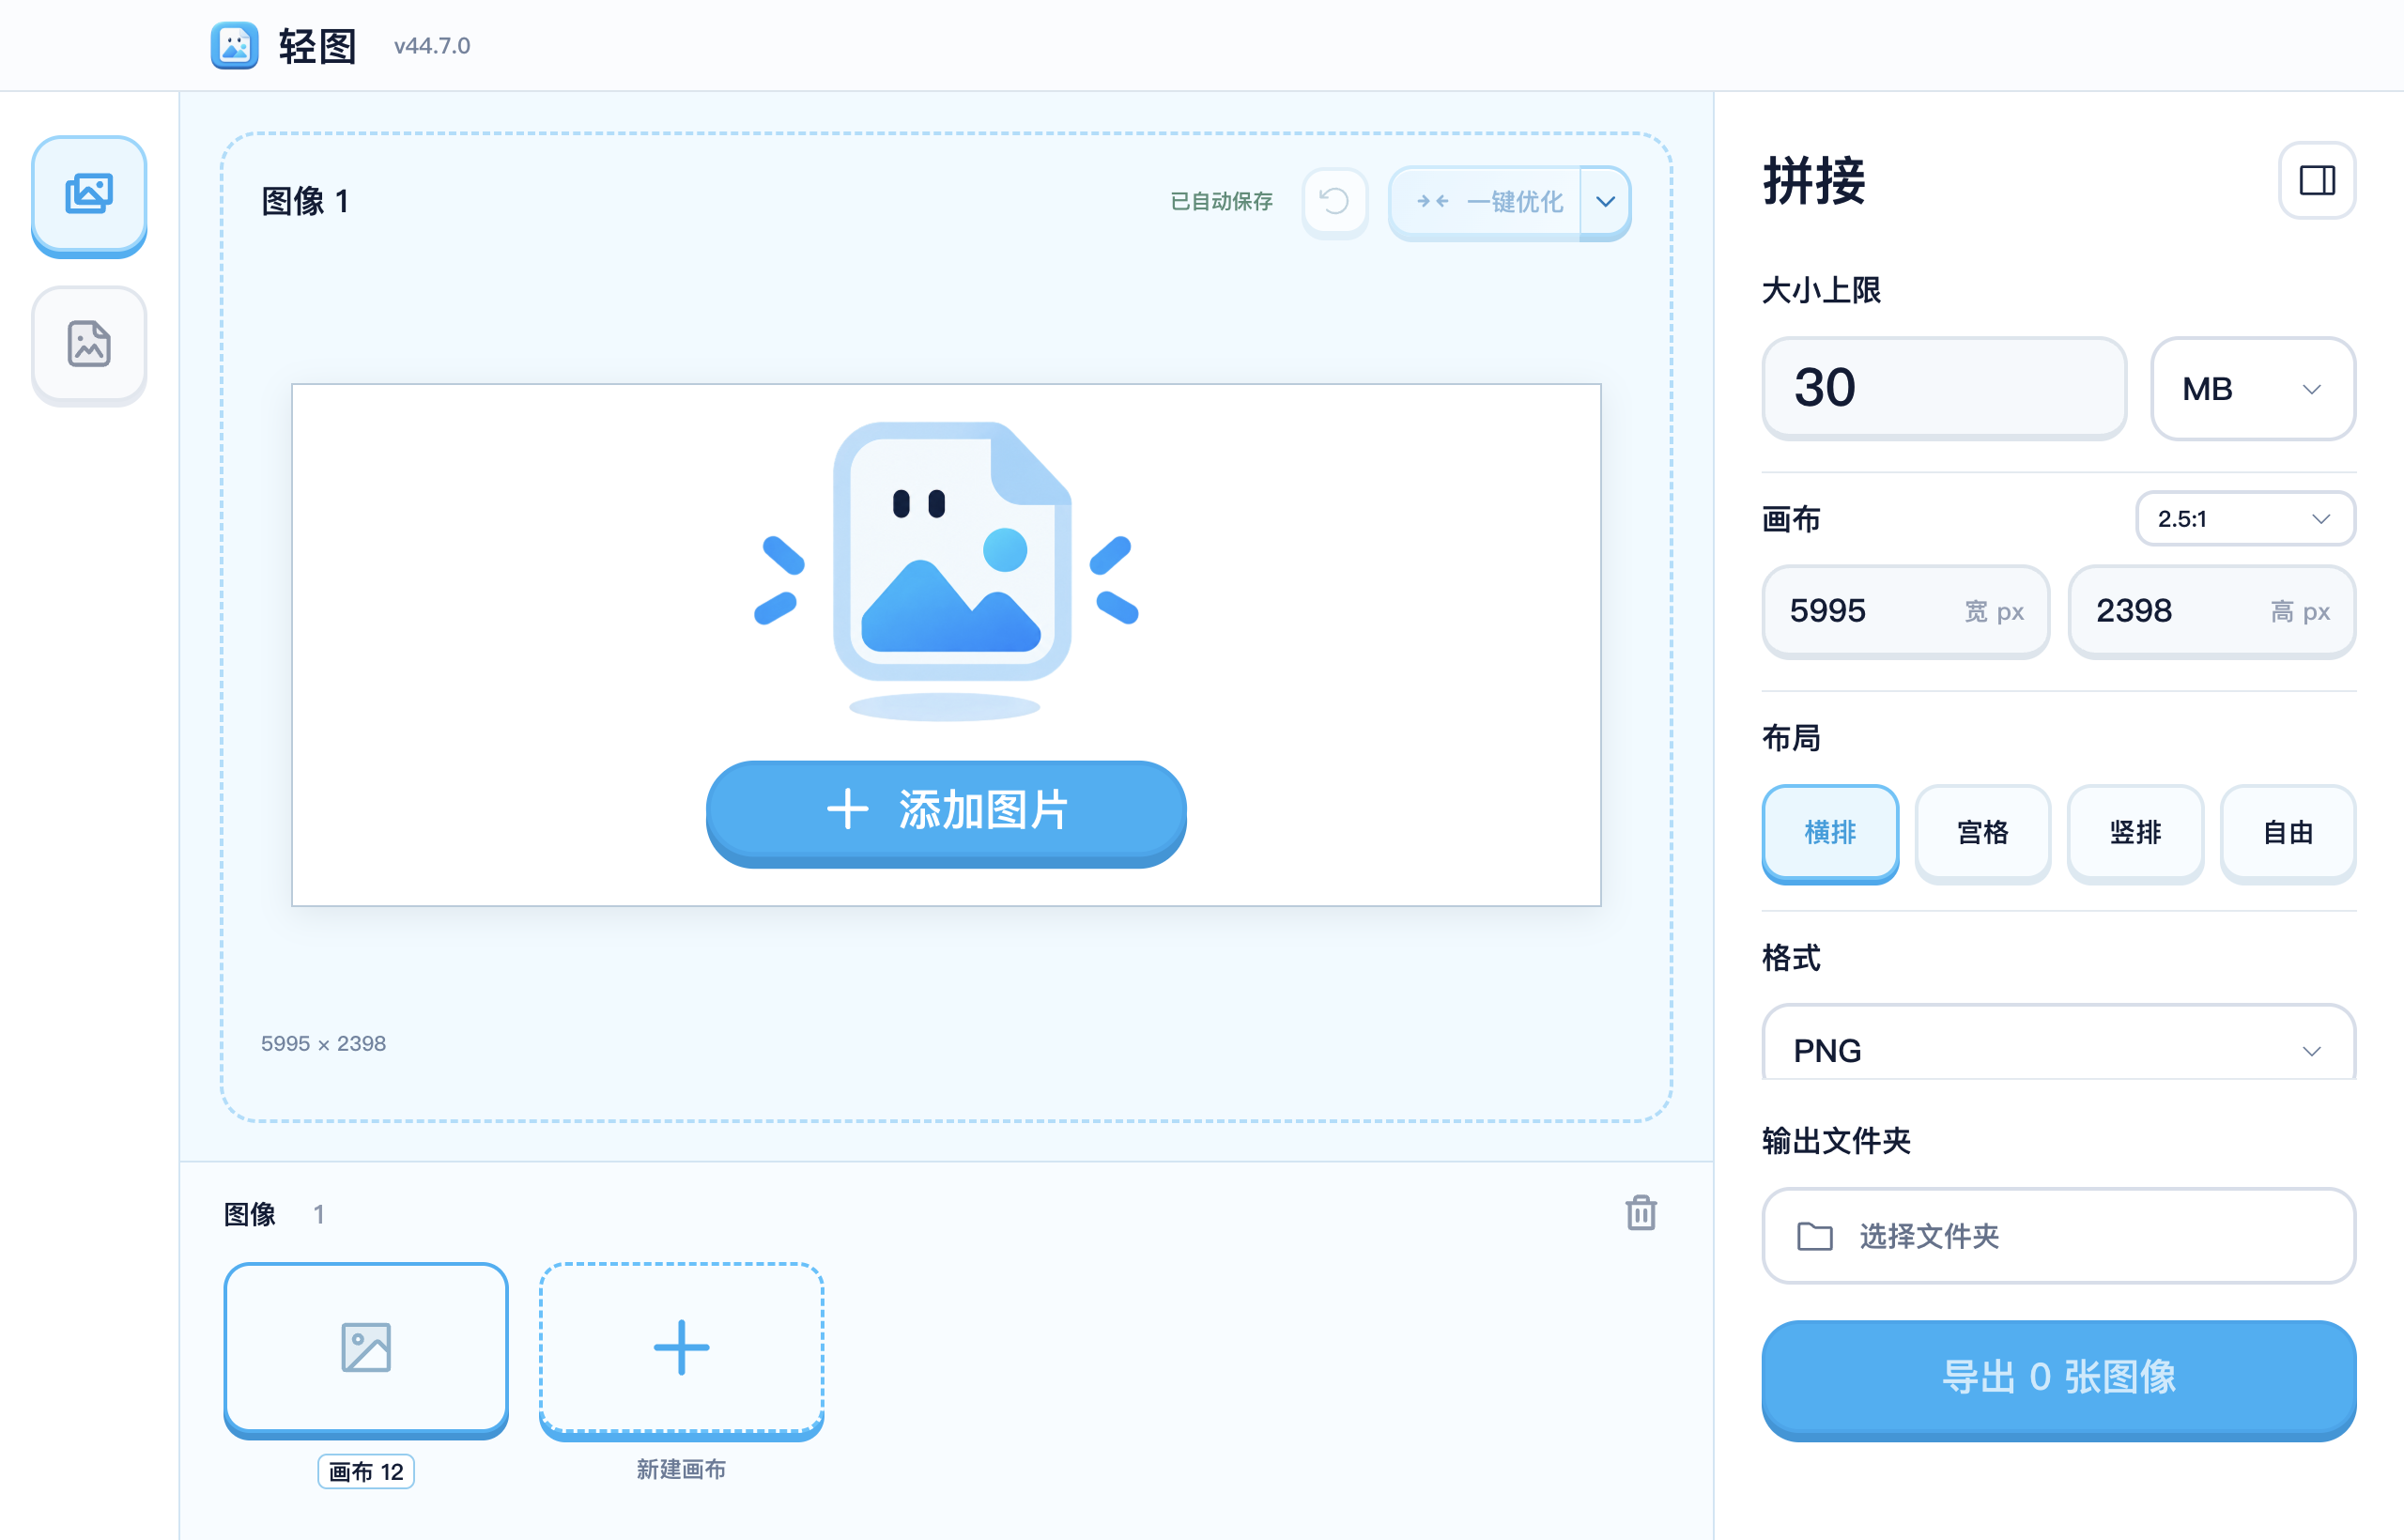 轻图 v44.7.0
图像 1
已自动保存
一键优化
添加图片
5995 × 2398
图像 1
画布 12
新建画布
拼接
大小上限
30
MB
画布
2.5:1
5995 宽 px
2398 高 px
布局
横排
宫格
竖排
自由
格式
PNG
输出文件夹
选择文件夹
导出 0 张图像